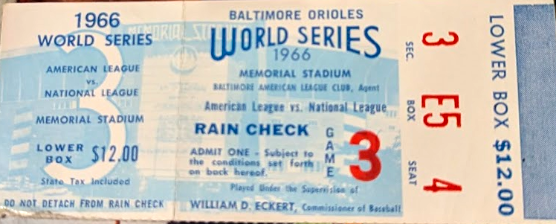 1966
WORLD SERIES
AMERICAN LEAGUE
vs.
NATIONAL LEAGUE
MEMORIAL STADIUM
LOWER
BOX $12.00
State Tax Included
DO NOT DETACH FROM RAIN CHECK
3
MEMORIAL
BALTIMORE ORIOLES
WORLD SERIES
1966
MEMORIAL STADIUM
BALTIMORE AMERICAN LEAGUE CLUB, Agent
American League vs. National League
RAIN CHECK
ADMIT ONE - Subject to
the conditions set forth
on back hereof.
GAME
3
Played Under the Supervision of
WILLIAM D. ECKERT, Commissioner of Baseball
SEC.
3
BOX
E5
SEAT
4
LOWER BOX $12.00